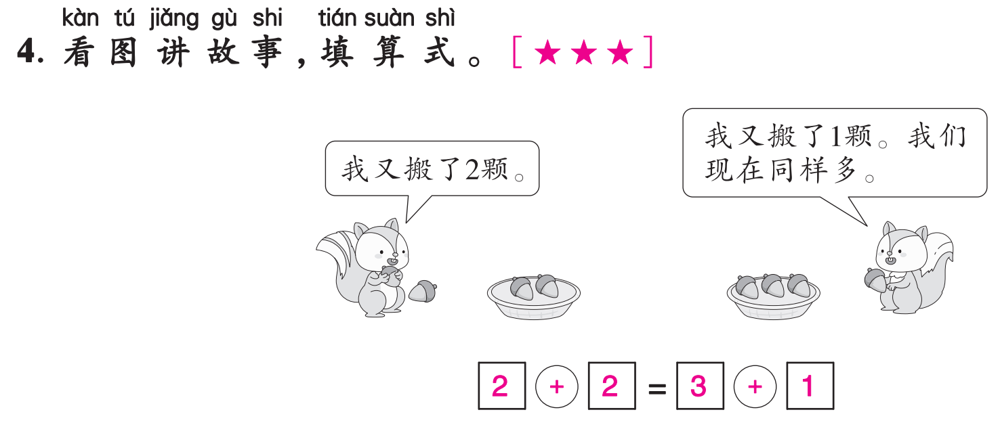 kàn tú jiǎng gù shi tián suàn shì
4. 看图讲故事，填算式。[★★★]
我又搬了1颗。我们
现在同样多。
我又搬了2颗。
2 + 2 = 3 + 1